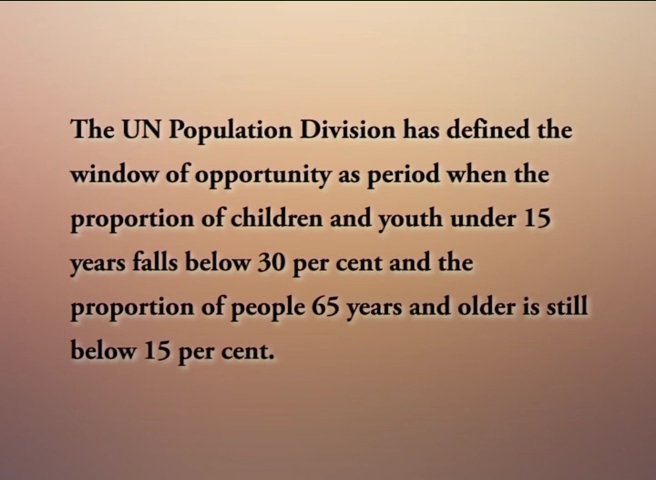 The UN Population Division has defined the
window of opportunity as period when the
proportion of children and youth under 15
years falls below 30 per cent and the
proportion of people 65 years and older is still
below 15 per cent.